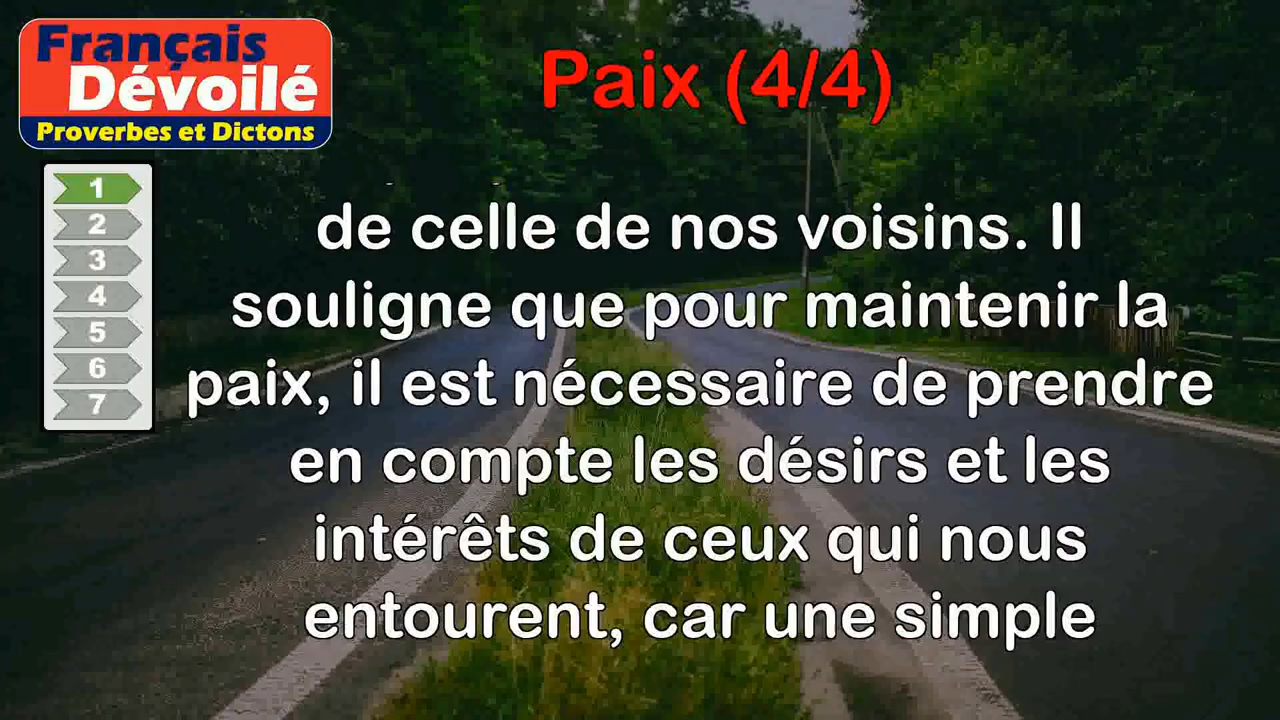 Français
Dévoilé
Proverbes et Dictons
Paix (4/4)
1
2
3
4
5
6
7
de celle de nos voisins. Il
souligne que pour maintenir la
paix, il est nécessaire de prendre
en compte les désirs et les
intérêts de ceux qui nous
entourent, car une simple